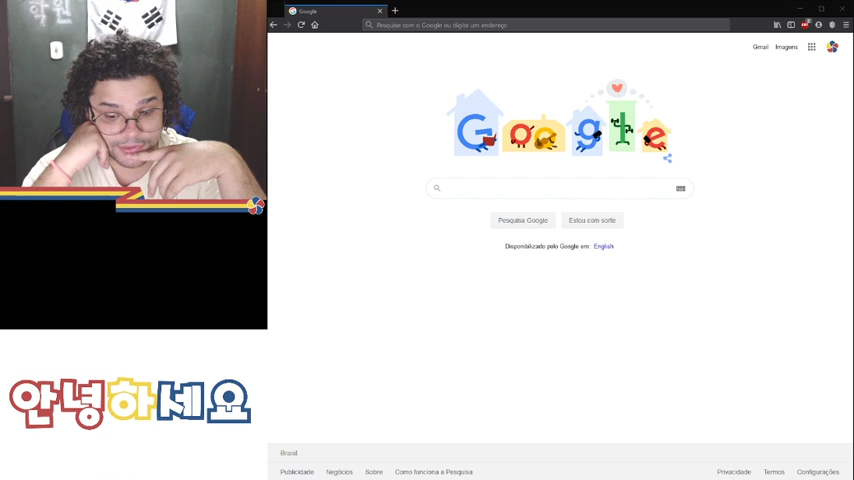 학원
Google
Pesquise com o Google ou digite um endereço
Gmail Imagens
Google
Pesquisa Google Estou com sorte
Disponibilizado pelo Google em: English
안녕하세요
Brasil
Publicidade Negócios Sobre Como funciona a Pesquisa Privacidade Termos Configurações